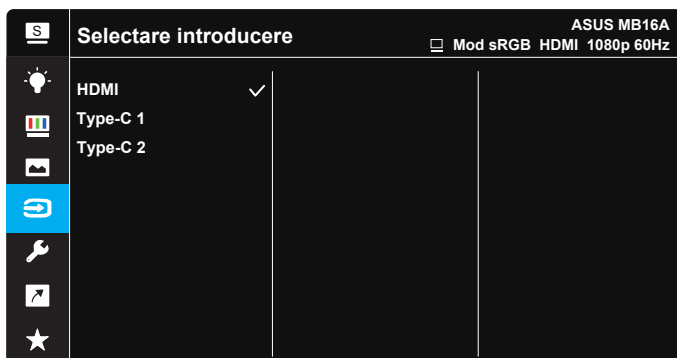 S
Selectare introducere
ASUS MB16A
Mod sRGB HDMI 1080p 60Hz
HDMI
Type-C 1
Type-C 2